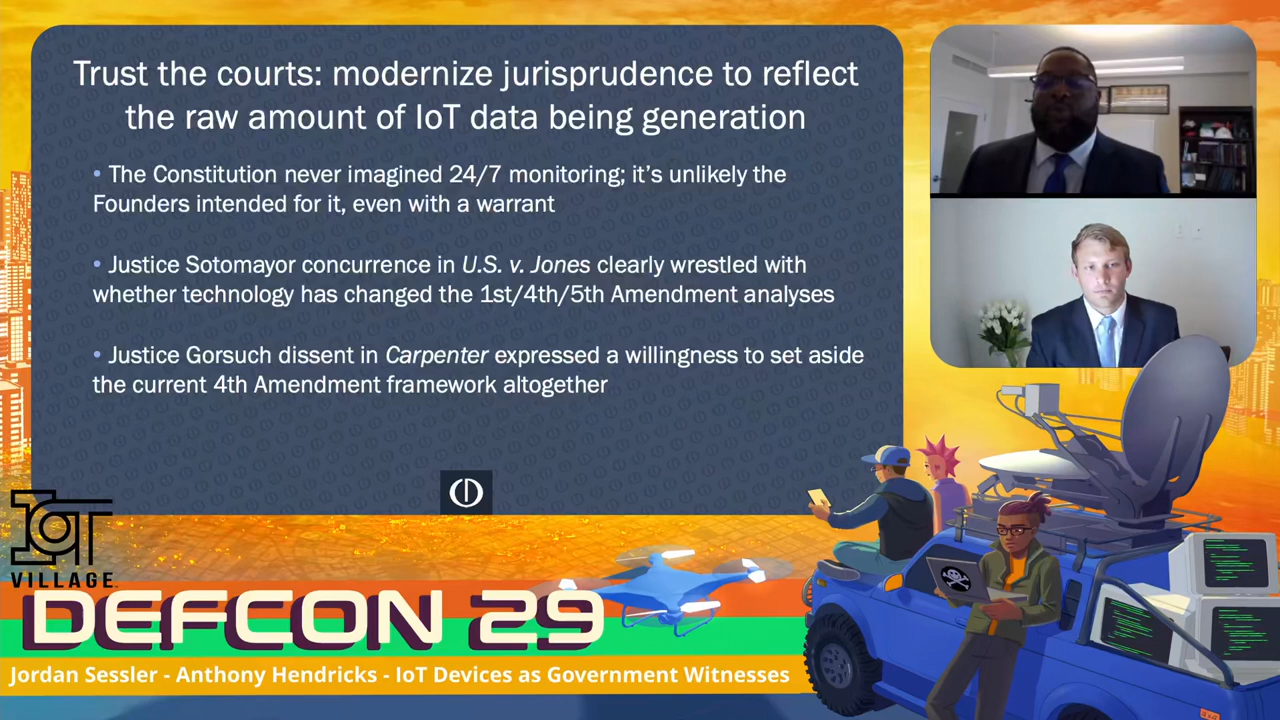 Trust the courts: modernize jurisprudence to reflect
the raw amount of IoT data being generation
• The Constitution never imagined 24/7 monitoring; it’s unlikely the
Founders intended for it, even with a warrant
• Justice Sotomayor concurrence in U.S. v. Jones clearly wrestled with
whether technology has changed the 1st/4th/5th Amendment analyses
• Justice Gorsuch dissent in Carpenter expressed a willingness to set aside
the current 4th Amendment framework altogether
IoT
VILLAGE
DEFCON 29
Jordan Sessler - Anthony Hendricks - IoT Devices as Government Witnesses